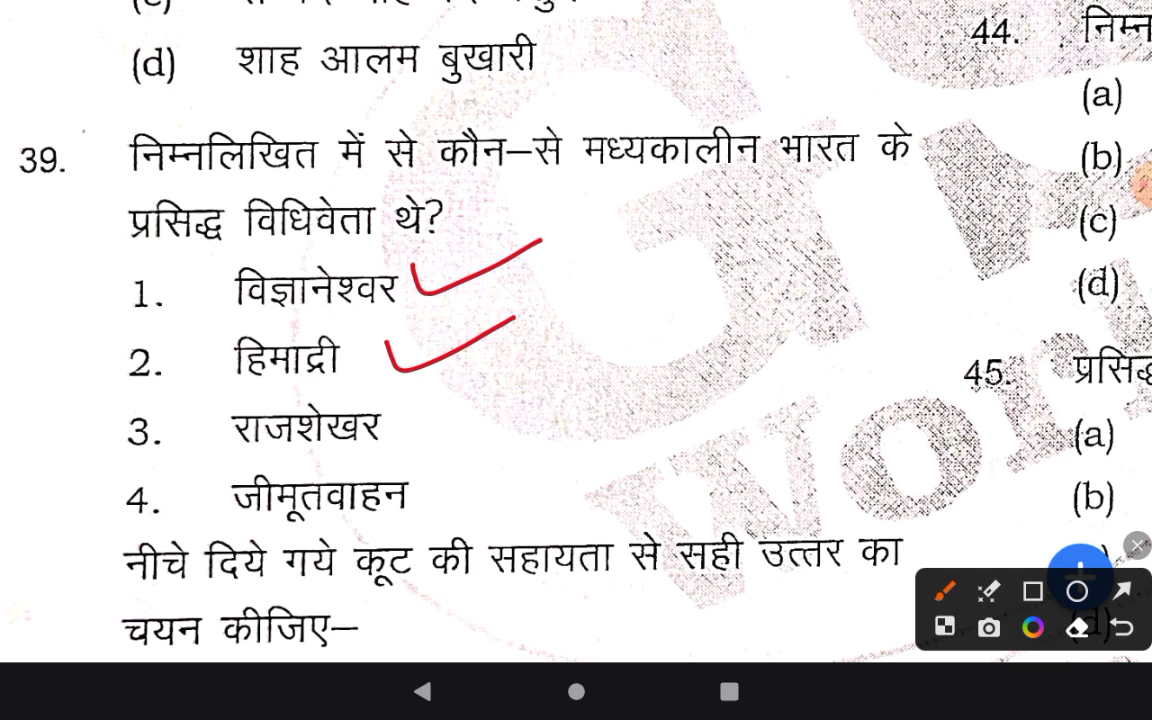 (d) शाह आलम बुखारी
39. निम्नलिखित में से कौन–से मध्यकालीन भारत के
प्रसिद्ध विधिवेता थे?
1. विज्ञानेश्वर
2. हिमाद्री
3. राजशेखर
4. जीमूतवाहन
नीचे दिये गये कूट की सहायता से सही उत्तर का
चयन कीजिए–
44.
(a)
(b)
(c)
(d)
45.
(a)
(b)